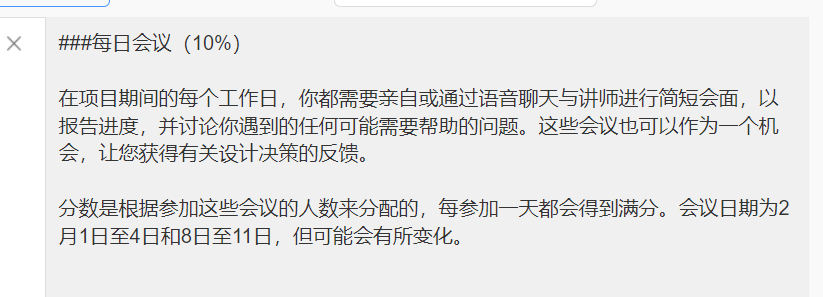 ###每日会议（10%）
在项目期间的每个工作日，你都需要亲自或通过语音聊天与讲师进行简短会面，以
报告进度，并讨论你遇到的任何可能需要帮助的问题。这些会议也可以作为一个机
会，让您获得有关设计决策的反馈。
分数是根据参加这些会议的人数来分配的，每参加一天都会得到满分。会议日期为2
月1日至4日和8日至11日，但可能会有所变化。